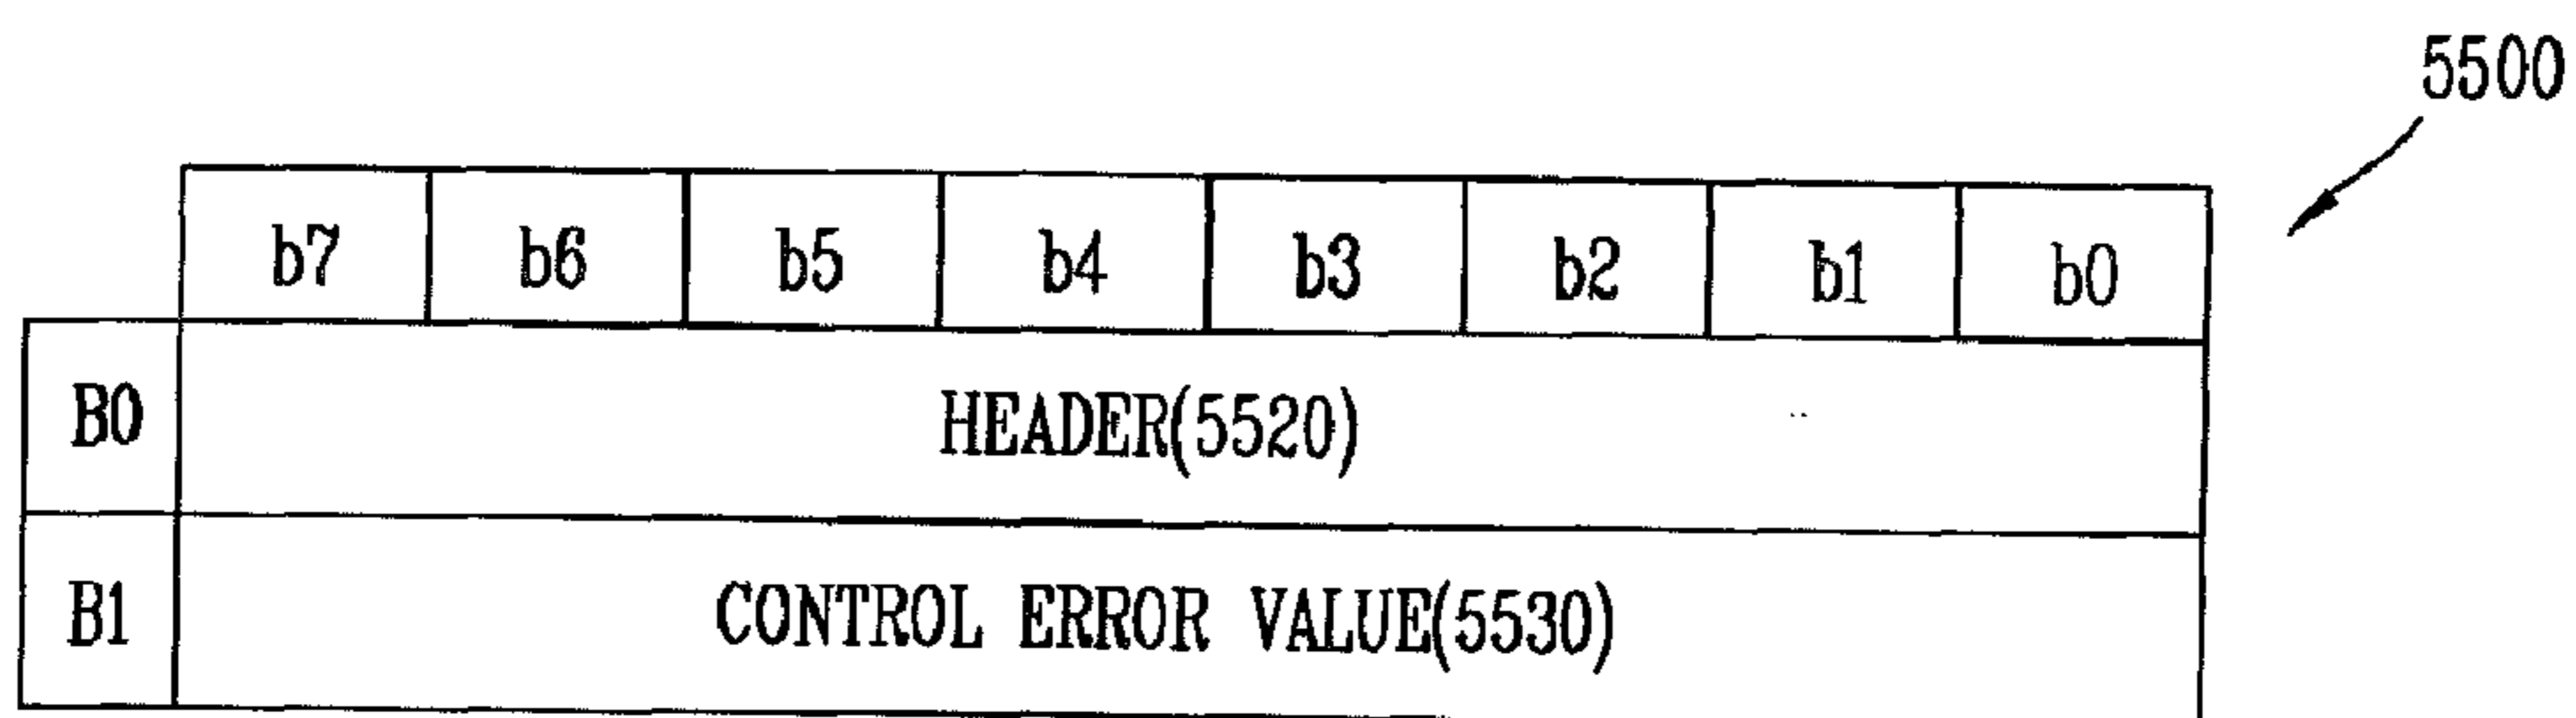 5500
b7 b6 b5 b4 b3 b2 b1 b0
B0 HEADER(5520)
B1 CONTROL ERROR VALUE(5530)